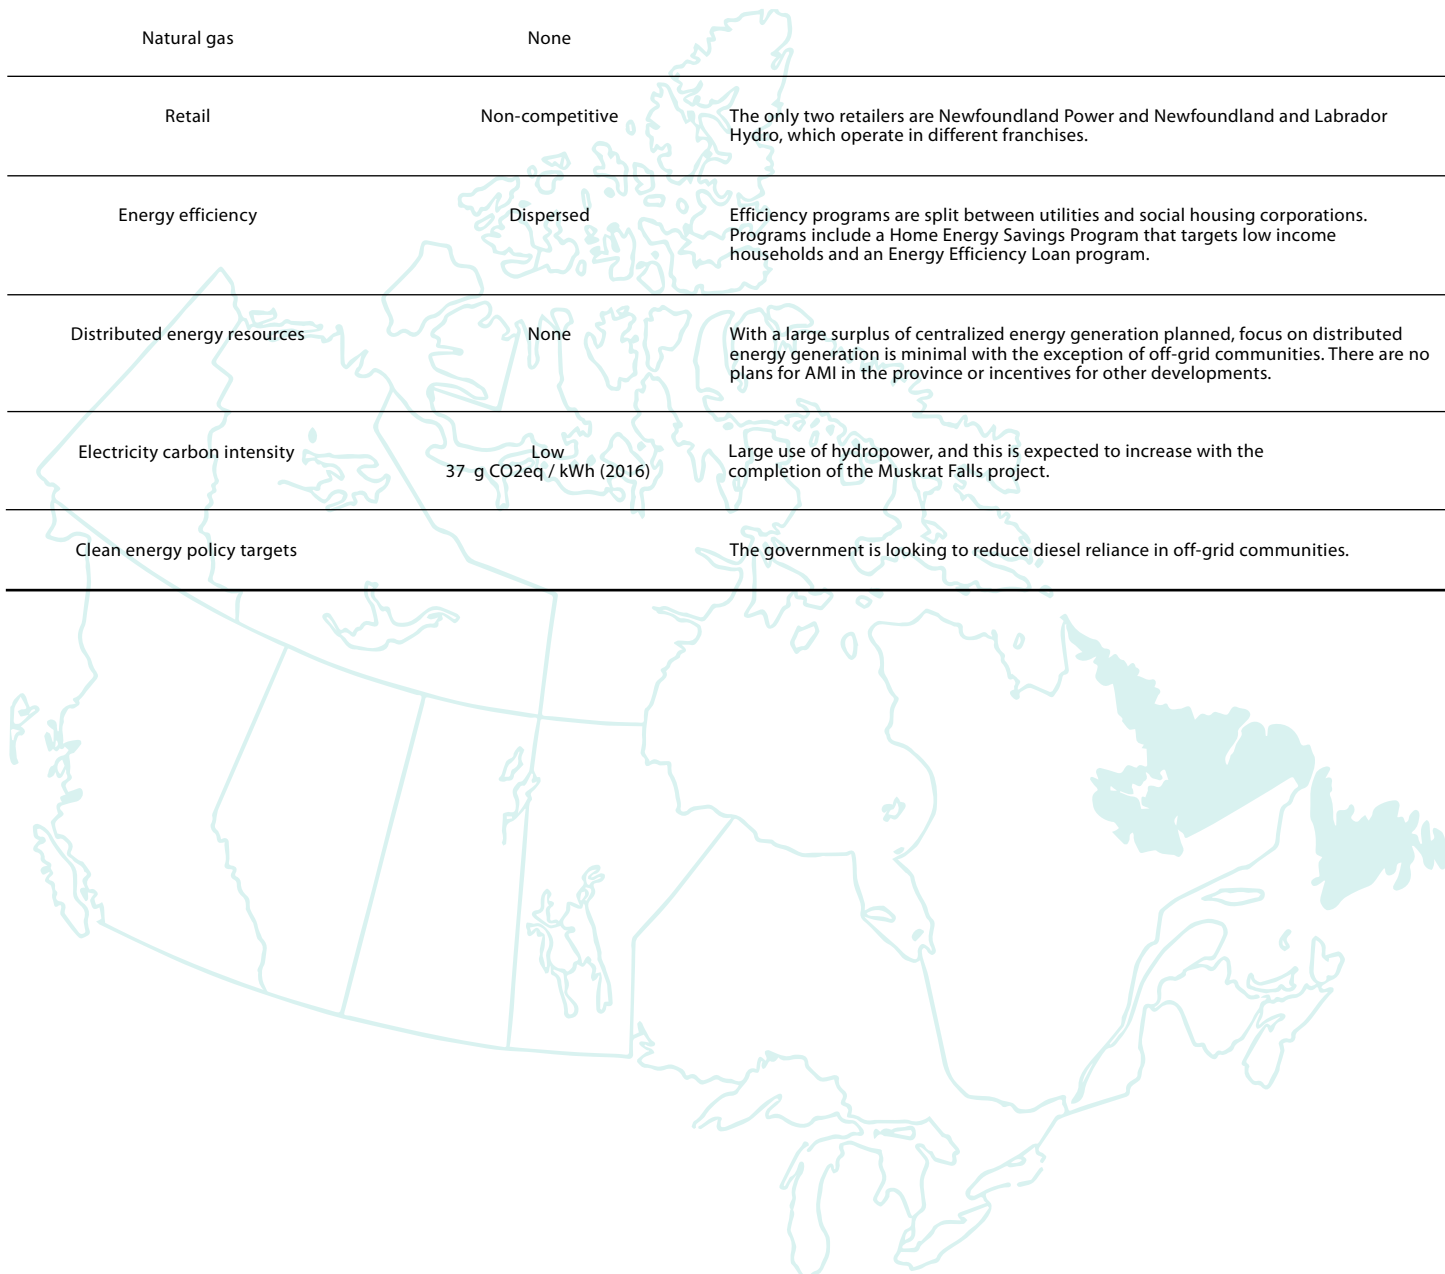 Natural gas None
Retail Non-competitive The only two retailers are Newfoundland Power and Newfoundland and Labrador
Hydro, which operate in different franchises.
Energy efficiency Dispersed Efficiency programs are split between utilities and social housing corporations.
Programs include a Home Energy Savings Program that targets low income
households and an Energy Efficiency Loan program.
Distributed energy resources None With a large surplus of centralized energy generation planned, focus on distributed
energy generation is minimal with the exception of off-grid communities. There are no
plans for AMI in the province or incentives for other developments.
Electricity carbon intensity Low Large use of hydropower, and this is expected to increase with the
37 g CO2eq / kWh (2016) completion of the Muskrat Falls project.
Clean energy policy targets The government is looking to reduce diesel reliance in off-grid communities.